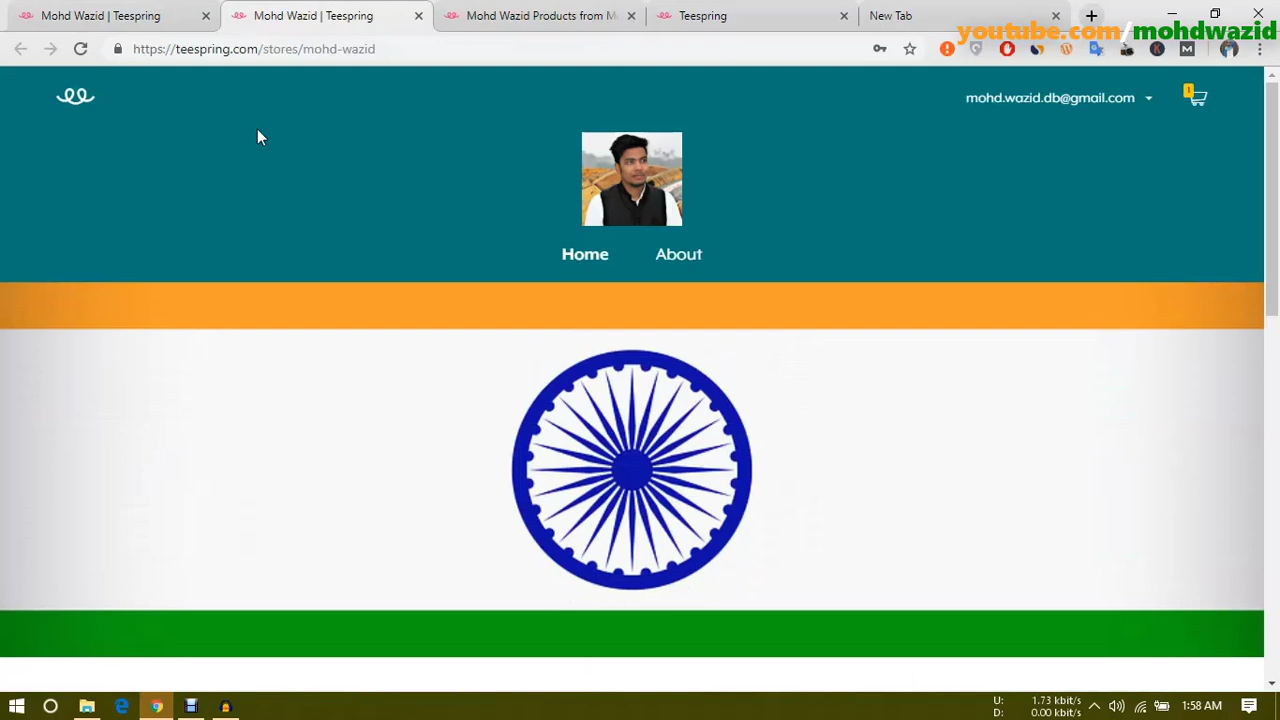 Mohd Wazid | Teespring
Mohd Wazid | Teespring
Mohd Wazid Products from M
Teespring
New Tab
youtube.com/mohdwazid
https://teespring.com/stores/mohd-wazid
mohd.wazid.db@gmail.com
1
Home
About
U: 1.73 kbit/s
D: 0.00 kbit/s
1:58 AM